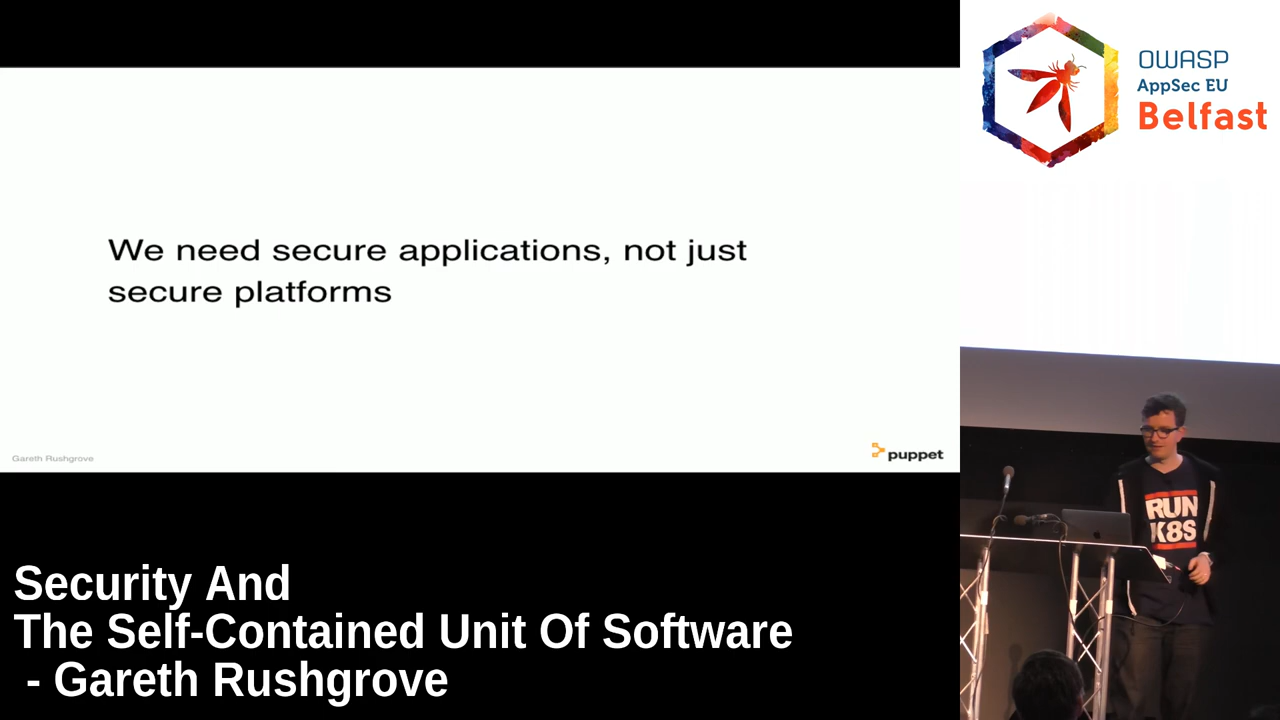 We need secure applications, not just
secure platforms
Gareth Rushgrove
puppet
Security And
The Self-Contained Unit Of Software
- Gareth Rushgrove
OWASP
AppSec EU
Belfast
RUN
K8S